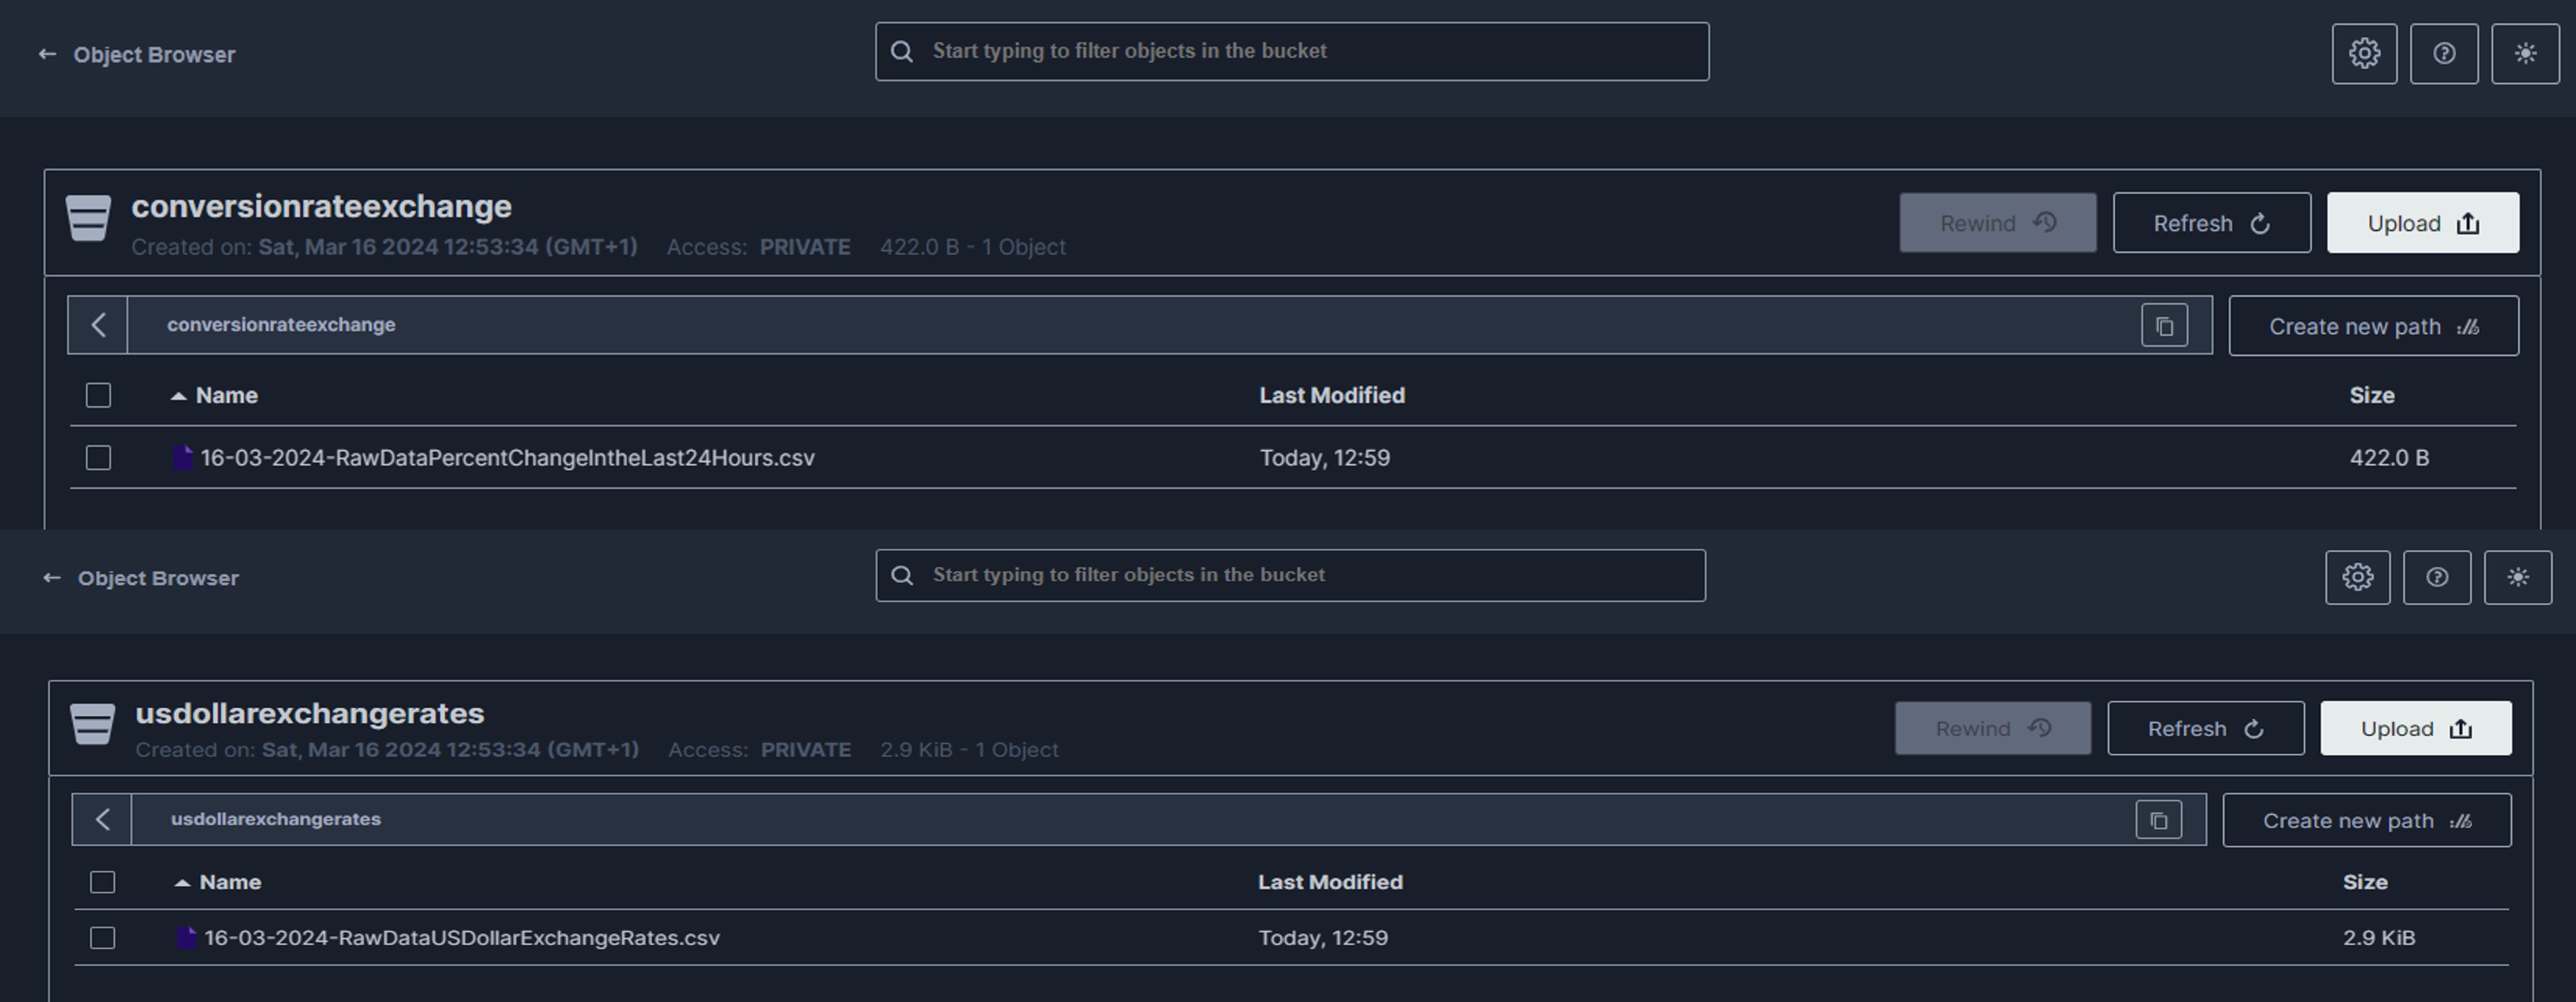 Object Browser
Start typing to filter objects in the bucket
conversionrateexchange
Created on: Sat, Mar 16 2024 12:53:34 (GMT+1) Access: PRIVATE 422.0 B - 1 Object
Rewind Refresh Upload
conversionrateexchange
Create new path
Name Last Modified Size
16-03-2024-RawDataPercentChangeIntheLast24Hours.csv Today, 12:59 422.0 B
Object Browser
Start typing to filter objects in the bucket
usdollarexchangerates
Created on: Sat, Mar 16 2024 12:53:34 (GMT+1) Access: PRIVATE 2.9 KiB - 1 Object
Rewind Refresh Upload
usdollarexchangerates
Create new path
Name Last Modified Size
16-03-2024-RawDataUSDollarExchangeRates.csv Today, 12:59 2.9 KiB